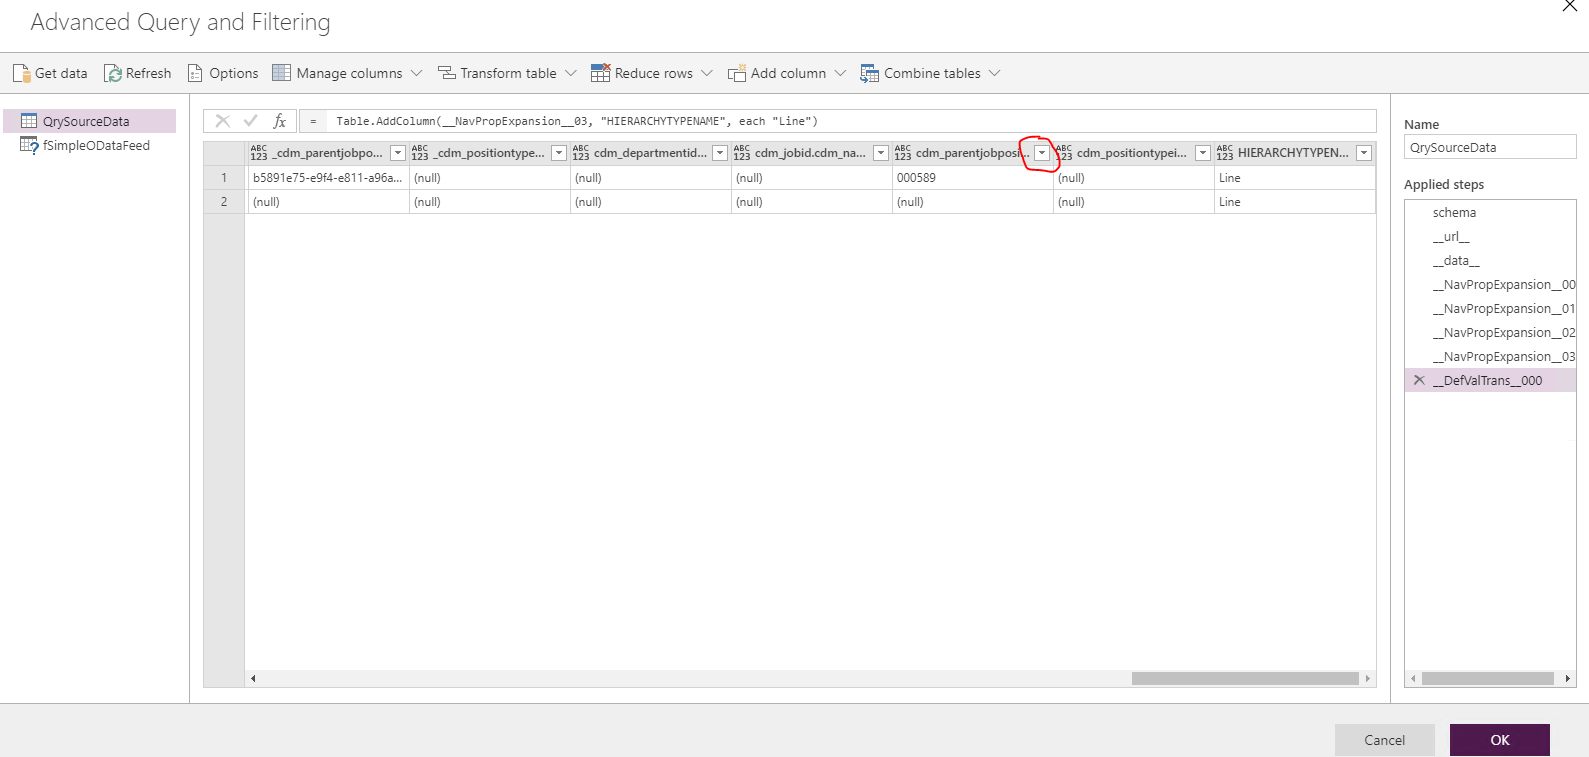 Advanced Query and Filtering
Get data Refresh Options Manage columns Transform table Reduce rows Add column Combine tables
QrySourceData
fSimpleODataFeed
fx = Table.AddColumn(__NavPropExpansion__03, "HIERARCHYTYPENAME", each "Line")
ABC 123 _cdm_parentjobpo... ABC 123 _cdm_positiontype... ABC 123 cdm_departmentid... ABC 123 cdm_jobid.cdm_na... ABC 123 cdm_parentjobposi... ABC 123 cdm_positiontypei... ABC 123 HIERARCHYTYPEN...
1 b5891e75-e9f4-e811-a96a... (null) (null) (null) 000589 (null) Line
2 (null) (null) (null) (null) (null) (null) Line
Name
QrySourceData
Applied steps
schema
__url__
__data__
__NavPropExpansion__00
__NavPropExpansion__01
__NavPropExpansion__02
__NavPropExpansion__03
__DefValTrans__000
Cancel OK